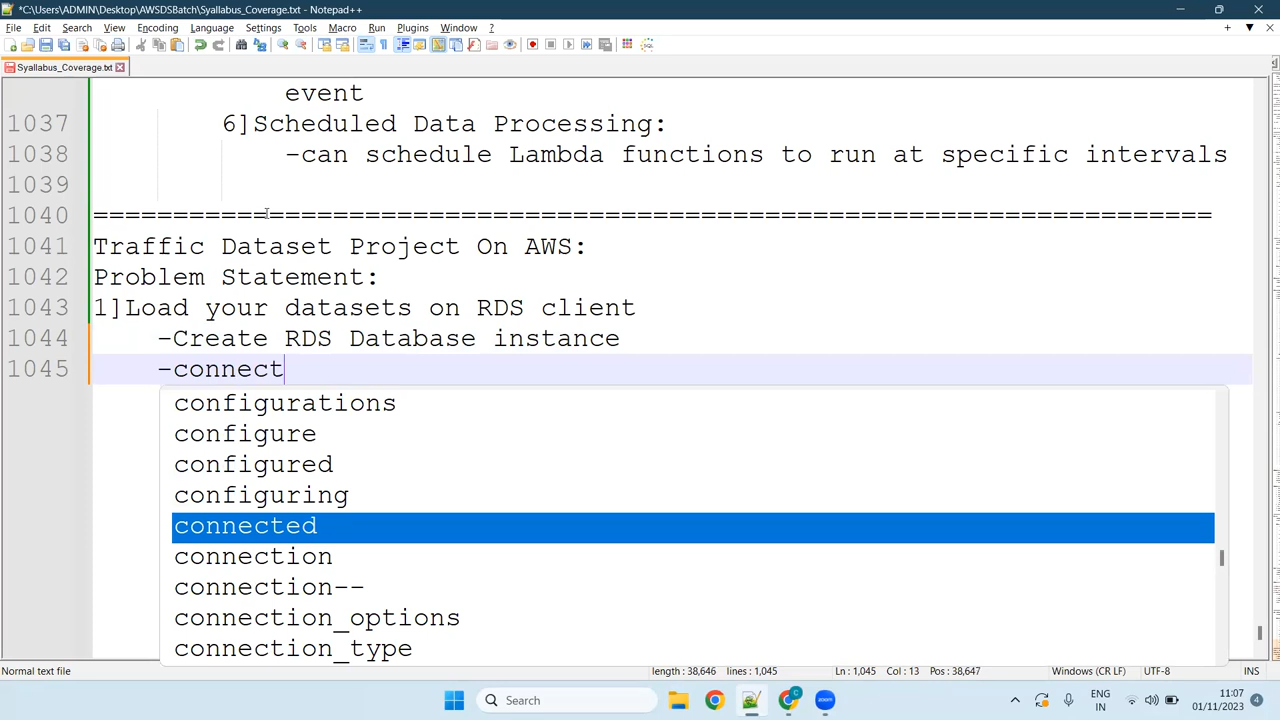 *C:\Users\ADMIN\Desktop\AWSDSBatch\Syallabus_Coverage.txt - Notepad++
File Edit Search View Encoding Language Settings Tools Macro Run Plugins Window ?
Syallabus_Coverage.txt
event
1037 6]Scheduled Data Processing:
1038 -can schedule Lambda functions to run at specific intervals
1039
1040 ======================================================================
1041 Traffic Dataset Project On AWS:
1042 Problem Statement:
1043 1]Load your datasets on RDS client
1044 -Create RDS Database instance
1045 -connect
configurations
configure
configured
configuring
connected
connection
connection--
connection_options
connection_type
Normal text file length : 38,646 lines : 1,045 Ln : 1,045 Col : 13 Pos : 38,647 Windows (CR LF) UTF-8 INS
Search ENG IN 11:07 01/11/2023 4